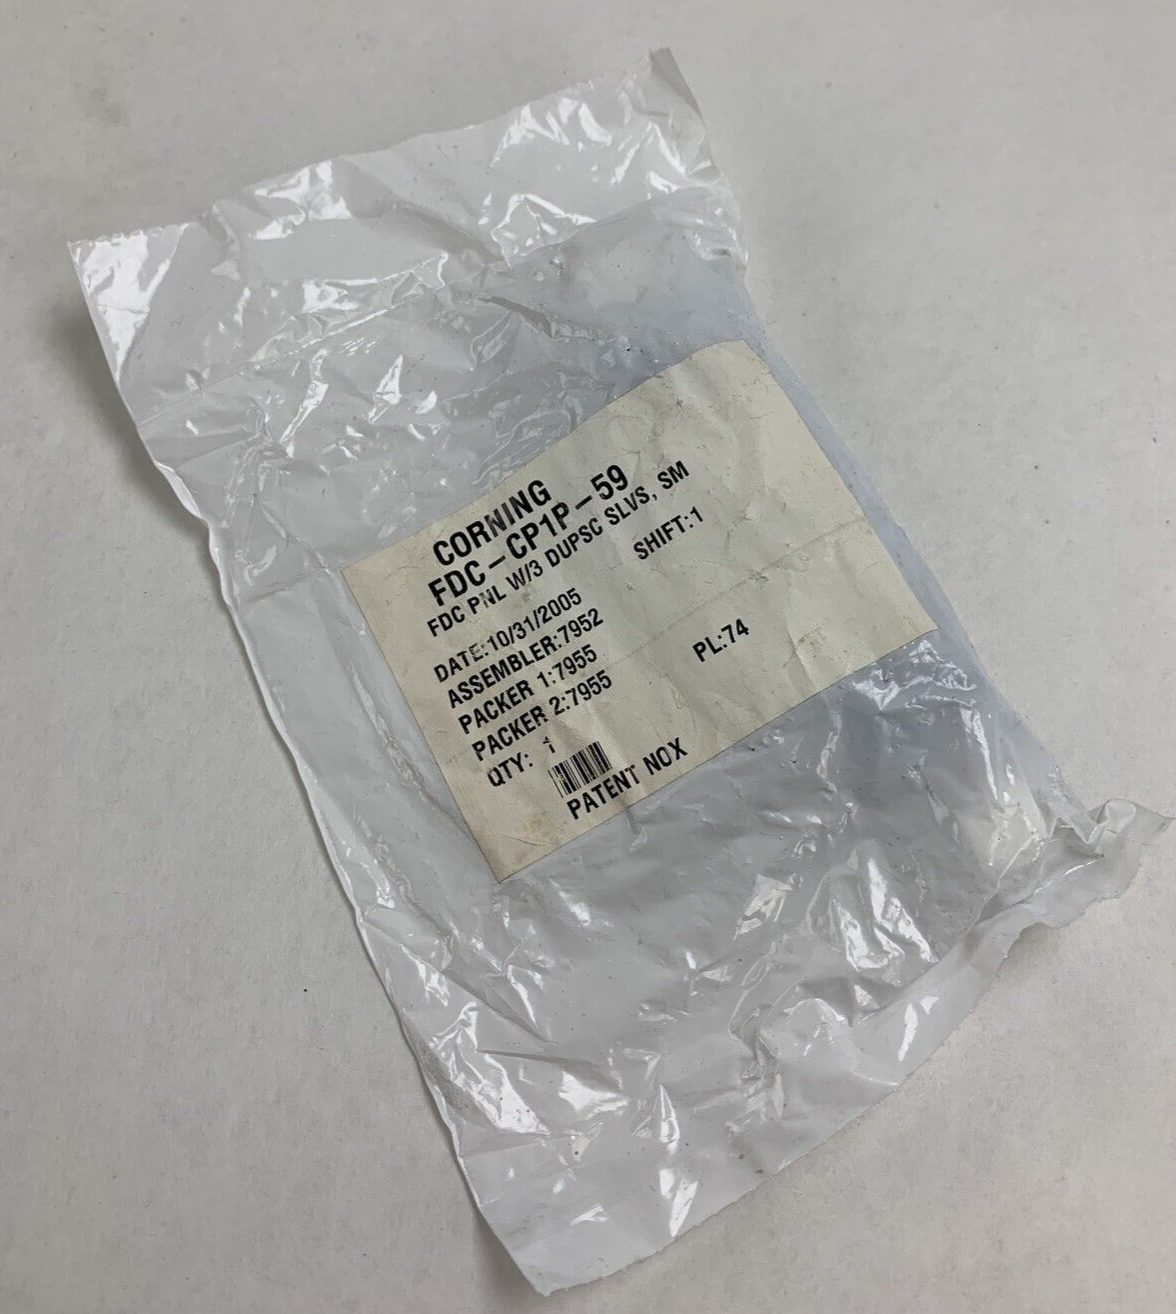 CORNING
FDC-CP1P-59
FDC PNL W/3 DUPSC SLVS, SM
DATE:10/31/2005 SHIFT:1
ASSEMBLER:7952
PACKER 1:7955
PACKER 2:7955 PL:74
QTY: 1
PATENT NOX